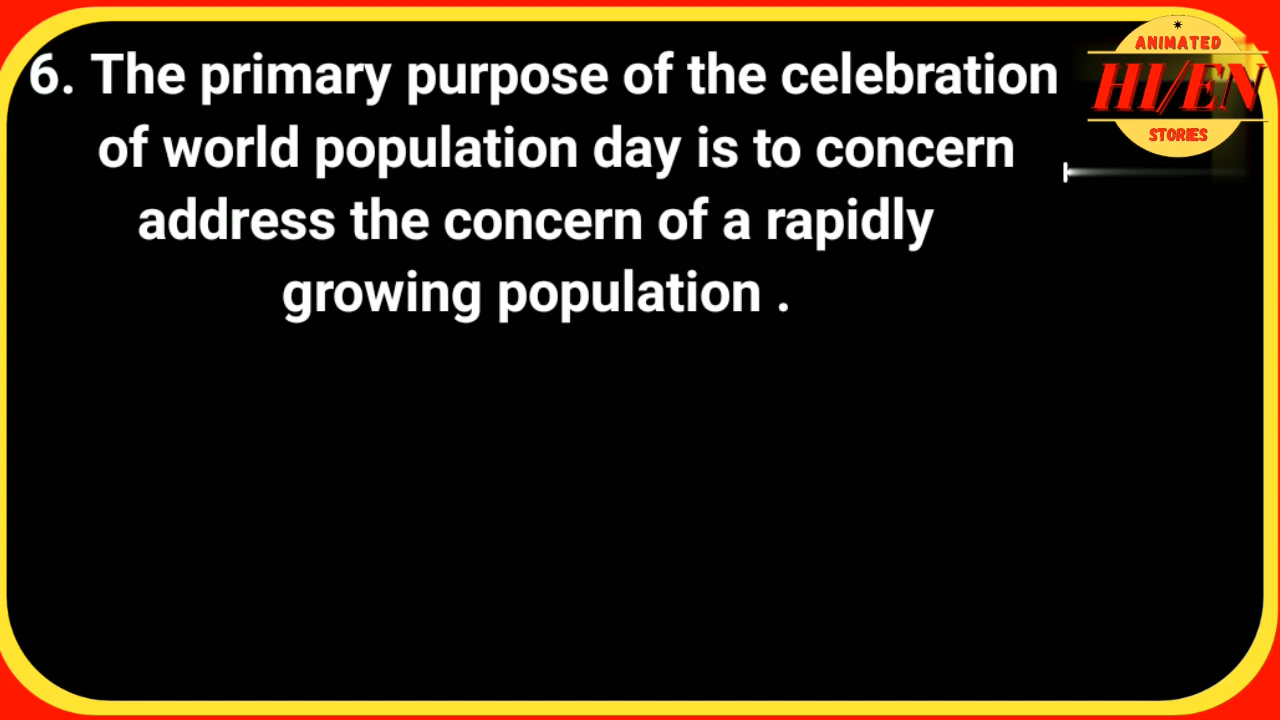 ANIMATED
HI/EN
STORIES
6. The primary purpose of the celebration
of world population day is to concern
address the concern of a rapidly
growing population .